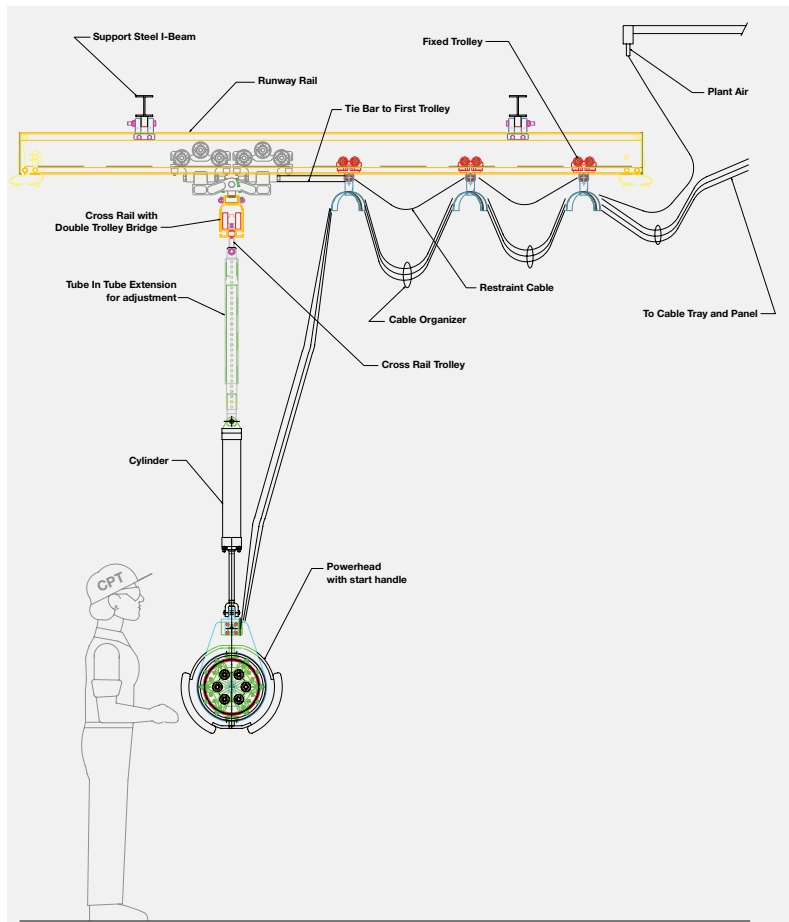 Support Steel I-Beam
Fixed Trolley
Runway Rail
Plant Air
Tie Bar to First Trolley
Cross Rail with
Double Trolley Bridge
Tube In Tube Extension
for adjustment
Restraint Cable
To Cable Tray and Panel
Cable Organizer
Cross Rail Trolley
Cylinder
Powerhead
with start handle
CPT